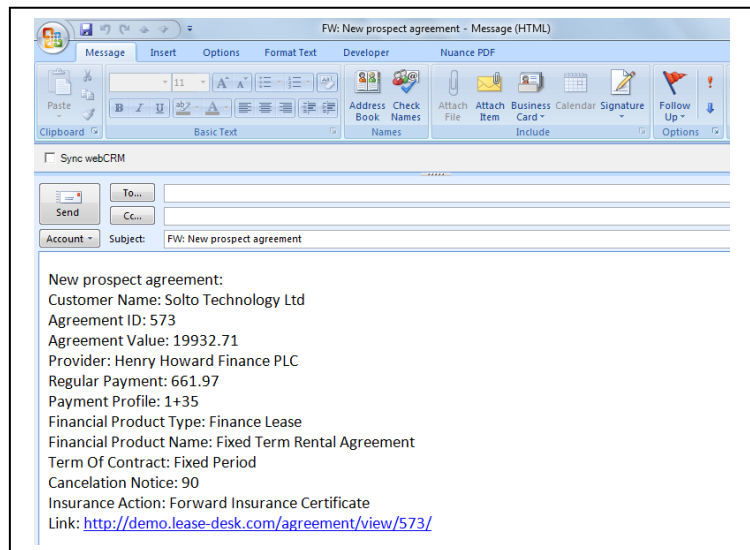 FW: New prospect agreement - Message (HTML)
Message Insert Options Format Text Developer Nuance PDF
Paste
11
B I U
Address Book
Check Names
Attach File
Attach Item
Business Card
Calendar
Signature
Follow Up
Clipboard
Basic Text
Names
Include
Options
Sync webCRM
Send
To...
Cc...
Account
Subject: FW: New prospect agreement
New prospect agreement:
Customer Name: Solto Technology Ltd
Agreement ID: 573
Agreement Value: 19932.71
Provider: Henry Howard Finance PLC
Regular Payment: 661.97
Payment Profile: 1+35
Financial Product Type: Finance Lease
Financial Product Name: Fixed Term Rental Agreement
Term Of Contract: Fixed Period
Cancelation Notice: 90
Insurance Action: Forward Insurance Certificate
Link: http://demo.lease-desk.com/agreement/view/573/